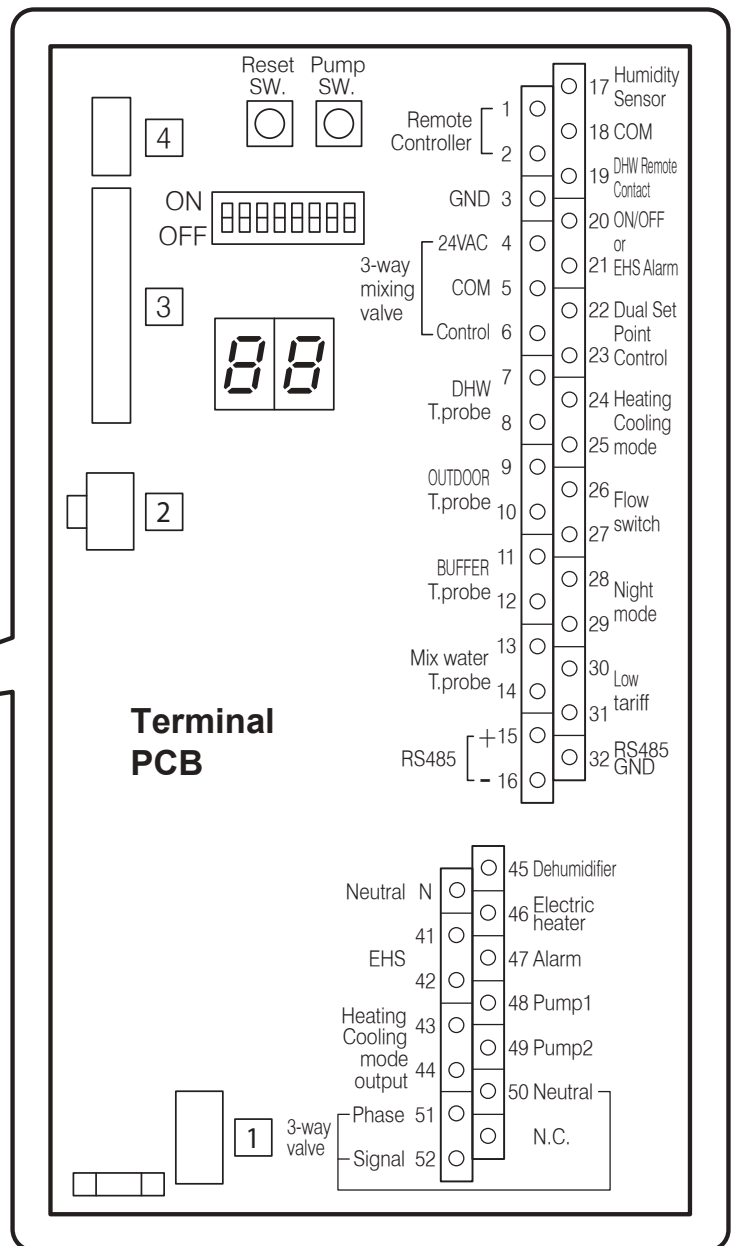 Reset Pump
SW. SW.
4
ON
OFF
3
88
2
Terminal
PCB
Remote
Controller
1
2
GND 3
3-way
mixing
valve
24VAC 4
COM 5
Control 6
DHW
T.probe
7
8
OUTDOOR
T.probe
9
10
BUFFER
T.probe
11
12
Mix water
T.probe
13
14
RS485
+15
- 16
17 Humidity
Sensor
18 COM
19 DHW Remote
Contact
20 ON/OFF
or
21 EHS Alarm
22 Dual Set
Point
23 Control
24 Heating
Cooling
25 mode
26 Flow
27 switch
28 Night
mode
29
30 Low
tariff
31
32 RS485
GND
Neutral N
EHS
41
42
Heating
Cooling
mode
output
43
44
1
3-way
valve
Phase 51
Signal 52
45 Dehumidifier
46 Electric
heater
47 Alarm
48 Pump1
49 Pump2
50 Neutral
N.C.